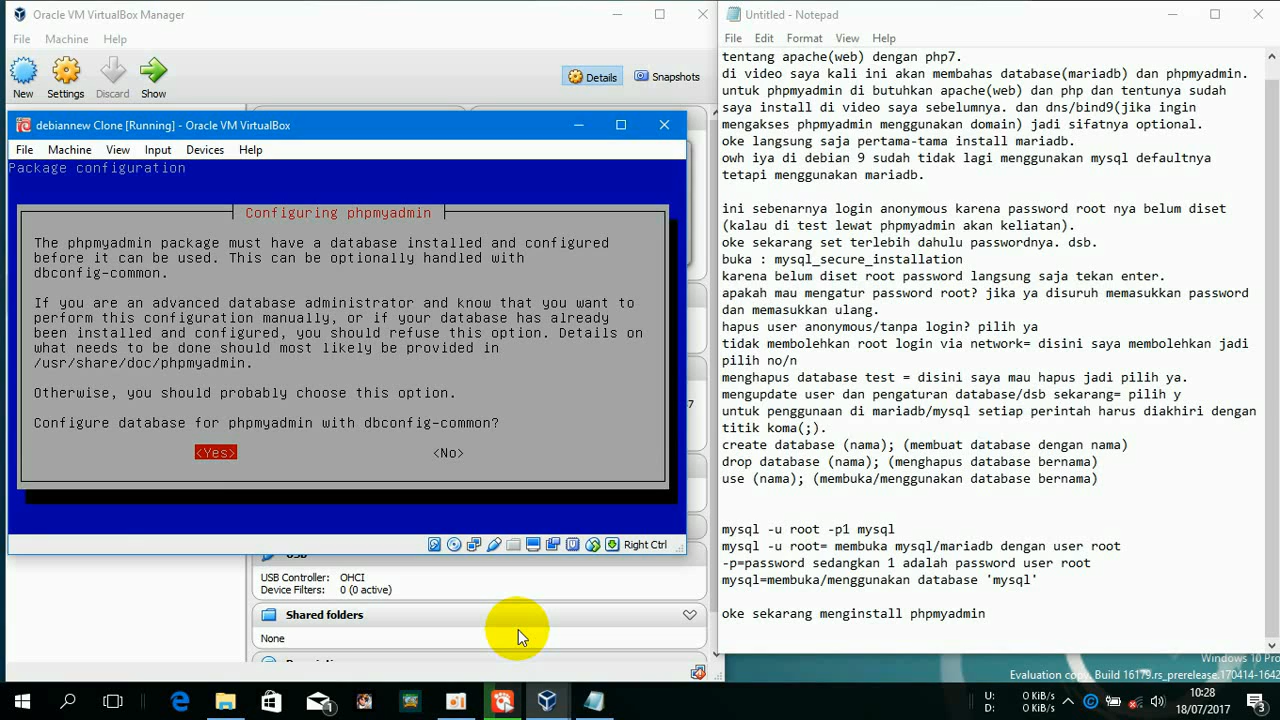 Oracle VM VirtualBox Manager
File Machine Help
New Settings Discard Show
Details Snapshots
debiannew Clone [Running] - Oracle VM VirtualBox
File Machine View Input Devices Help
Package configuration
Configuring phpmyadmin
The phpmyadmin package must have a database installed and configured
before it can be used. This can be optionally handled with
dbconfig-common.
If you are an advanced database administrator and know that you want to
perform this configuration manually, or if your database has already
been installed and configured, you should refuse this option. Details on
what needs to be done should most likely be provided in
/usr/share/doc/phpmyadmin.
Otherwise, you should probably choose this option.
Configure database for phpmyadmin with dbconfig-common?
<Yes> <No>
Right Ctrl
USB Controller: OHCI
Device Filters: 0 (0 active)
Shared folders
None
Untitled - Notepad
File Edit Format View Help
tentang apache(web) dengan php7.
di video saya kali ini akan membahas database(mariadb) dan phpmyadmin.
untuk phpmyadmin di butuhkan apache(web) dan php dan tentunya sudah
saya install di video saya sebelumnya. dan dns/bind9(jika ingin
mengakses phpmyadmin menggunakan domain) jadi sifatnya optional.
oke langsung saja pertama-tama install mariadb.
owh iya di debian 9 sudah tidak lagi menggunakan mysql defaultnya
tetapi menggunakan mariadb.
ini sebenarnya login anonymous karena password root nya belum diset
(kalau di test lewat phpmyadmin akan keliatan).
oke sekarang set terlebih dahulu passwordnya. dsb.
buka : mysql_secure_installation
karena belum diset root password langsung saja tekan enter.
apakah mau mengatur password root? jika ya disuruh memasukkan password
dan memasukkan ulang.
hapus user anonymous/tanpa login? pilih ya
tidak membolehkan root login via network= disini saya membolehkan jadi
pilih no/n
menghapus database test = disini saya mau hapus jadi pilih ya.
mengupdate user dan pengaturan database/dsb sekarang= pilih y
untuk penggunaan di mariadb/mysql setiap perintah harus diakhiri dengan
titik koma(;).
create database (nama); (membuat database dengan nama)
drop database (nama); (menghapus database bernama)
use (nama); (membuka/menggunakan database bernama)
mysql -u root -p1 mysql
mysql -u root= membuka mysql/mariadb dengan user root
-p=password sedangkan 1 adalah password user root
mysql=membuka/menggunakan database 'mysql'
oke sekarang menginstall phpmyadmin
Windows 10 Pro
Evaluation copy. Build 16179.rs_prerelease.170414-1642
U: 0 KiB/s
D: 0 KiB/s
10:28
18/07/2017